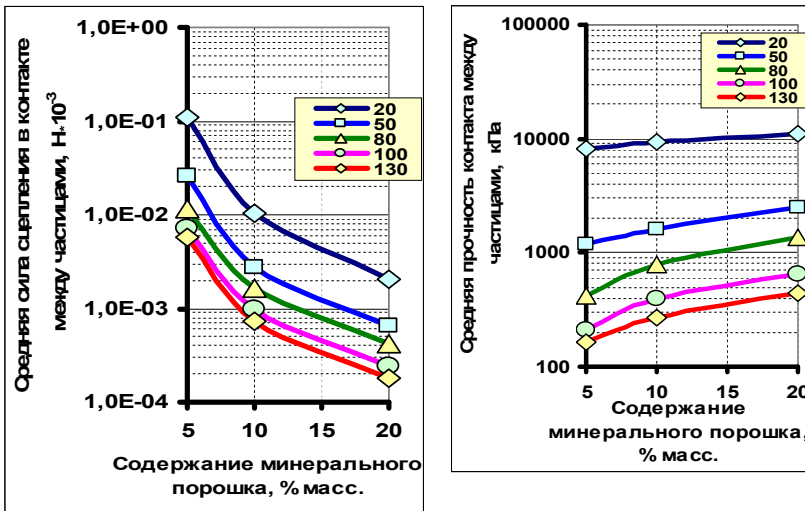 Средняя сила сцепления в контакте
между частицами, Н*10⁻³
1,0E+00
1,0E-01
1,0E-02
1,0E-03
1,0E-04
20
50
80
100
130
5 10 15 20
Содержание минерального
порошка, % масс.
Средняя прочность контакта между
частицами, кПа
100000
10000
1000
100
20
50
80
100
130
5 10 15 20
Содержание
минерального порошка,
% масс.